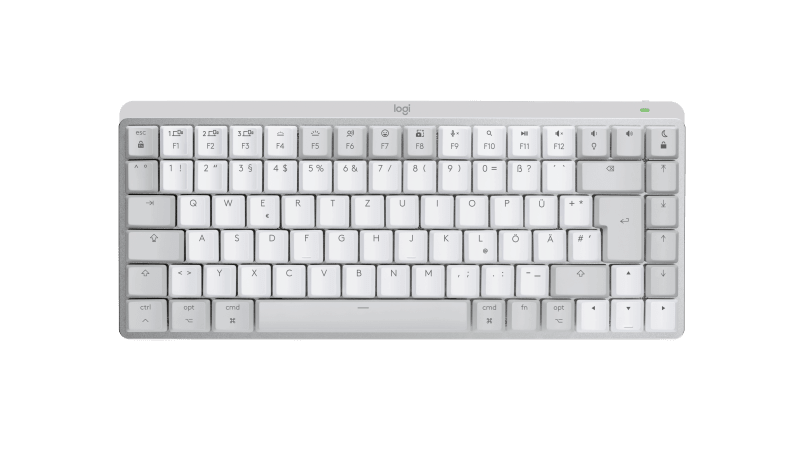 logi
esc 1 2 3
F1 F2 F3 F4 F5 F6 F7 F8 F9 F10 F11 F12
^ ° 1 ! 2 " 3 § 4 $ 5 % 6 & 7 / 8 ( 9 ) 0 = ß ? ´ `
Q W E € R T Z U I O P Ü + *
A S D F G H J K L @ Ö Ä # '
< > Y X C V B N M , ; . : - _
ctrl opt cmd cmd fn opt